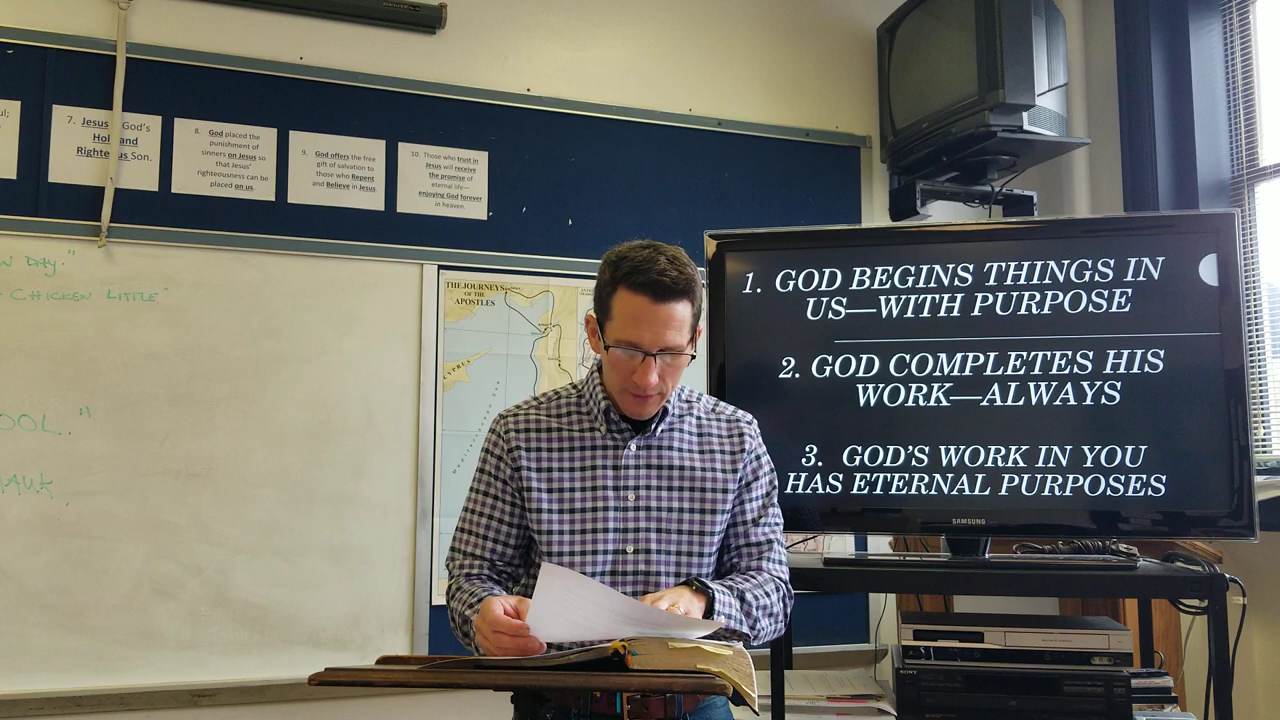 7. Jesus God's
Son.
8. God placed the
punishment of
sinners on Jesus so
that Jesus'
righteousness can be
placed on us.
9. God offers the free
gift of salvation to
those who Repent
and Believe in Jesus.
10. Those who trust in
Jesus will receive
the promise of
eternal life—
enjoying God forever
in heaven.
DAY."
CHICKEN LITTLE"
THE JOURNEYS
OF THE
APOSTLES
CYPRUS
1. GOD BEGINS THINGS IN
US—WITH PURPOSE
2. GOD COMPLETES HIS
WORK—ALWAYS
3. GOD'S WORK IN YOU
HAS ETERNAL PURPOSES
SAMSUNG
SONY